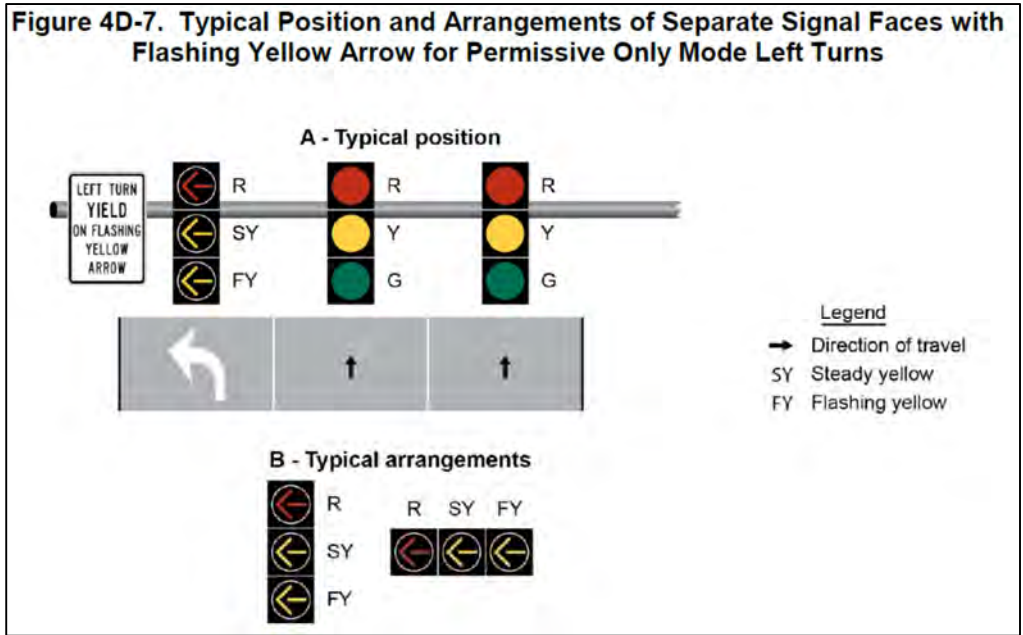 Figure 4D-7. Typical Position and Arrangements of Separate Signal Faces with
Flashing Yellow Arrow for Permissive Only Mode Left Turns
A - Typical position
LEFT TURN
YIELD
ON FLASHING
YELLOW
ARROW
R
R
R
SY
Y
Y
FY
G
G
Legend
Direction of travel
SY Steady yellow
FY Flashing yellow
B - Typical arrangements
R
SY
FY
R SY FY